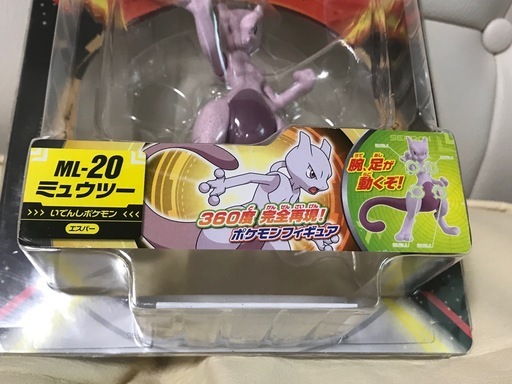 ML-20
ミュウツー
いでんしポケモン
エスパー
360度 完全再現!
ポケモンフィギュア
腕、足が
動くぞ!